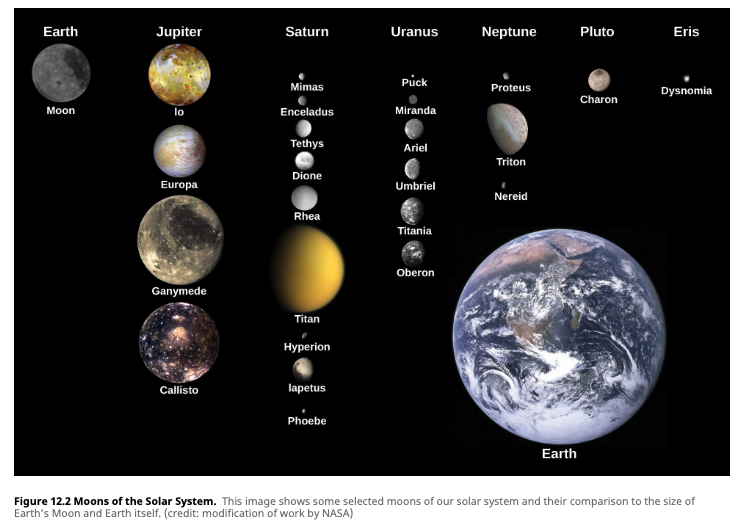 Earth Jupiter Saturn Uranus Neptune Pluto Eris
Moon
Io
Europa
Ganymede
Callisto
Mimas
Enceladus
Tethys
Dione
Rhea
Titan
Hyperion
Iapetus
Phoebe
Puck
Miranda
Ariel
Umbriel
Titania
Oberon
Proteus
Triton
Nereid
Charon
Dysnomia
Earth
Figure 12.2 Moons of the Solar System. This image shows some selected moons of our solar system and their comparison to the size of
Earth’s Moon and Earth itself. (credit: modification of work by NASA)